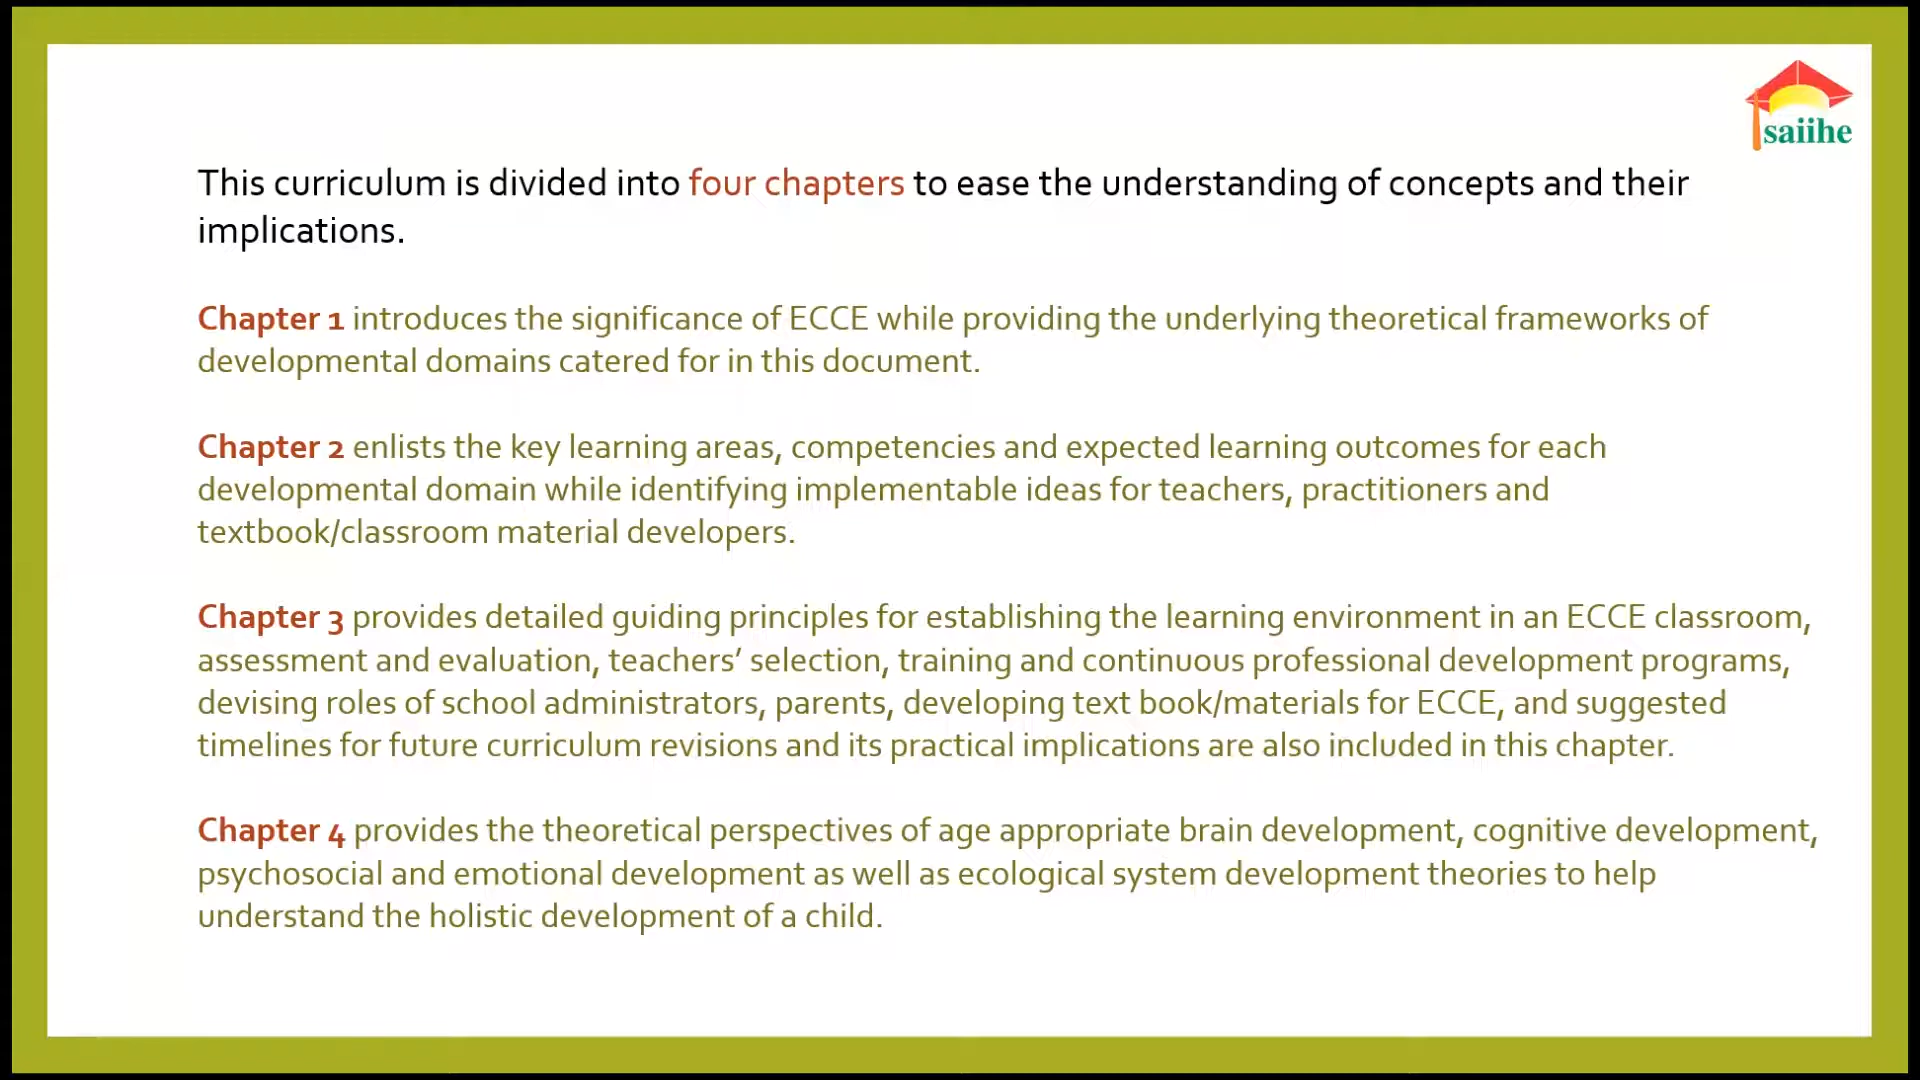 saiihe
This curriculum is divided into four chapters to ease the understanding of concepts and their
implications.
Chapter 1 introduces the significance of ECCE while providing the underlying theoretical frameworks of
developmental domains catered for in this document.
Chapter 2 enlists the key learning areas, competencies and expected learning outcomes for each
developmental domain while identifying implementable ideas for teachers, practitioners and
textbook/classroom material developers.
Chapter 3 provides detailed guiding principles for establishing the learning environment in an ECCE classroom,
assessment and evaluation, teachers’ selection, training and continuous professional development programs,
devising roles of school administrators, parents, developing text book/materials for ECCE, and suggested
timelines for future curriculum revisions and its practical implications are also included in this chapter.
Chapter 4 provides the theoretical perspectives of age appropriate brain development, cognitive development,
psychosocial and emotional development as well as ecological system development theories to help
understand the holistic development of a child.